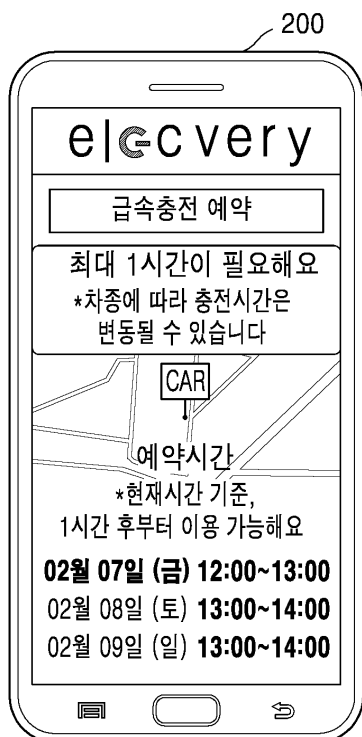 200
elecvery
급속충전 예약
최대 1시간이 필요해요
*차종에 따라 충전시간은
변동될 수 있습니다
CAR
예약시간
*현재시간 기준,
1시간 후부터 이용 가능해요
02월 07일 (금) 12:00~13:00
02월 08일 (토) 13:00~14:00
02월 09일 (일) 13:00~14:00